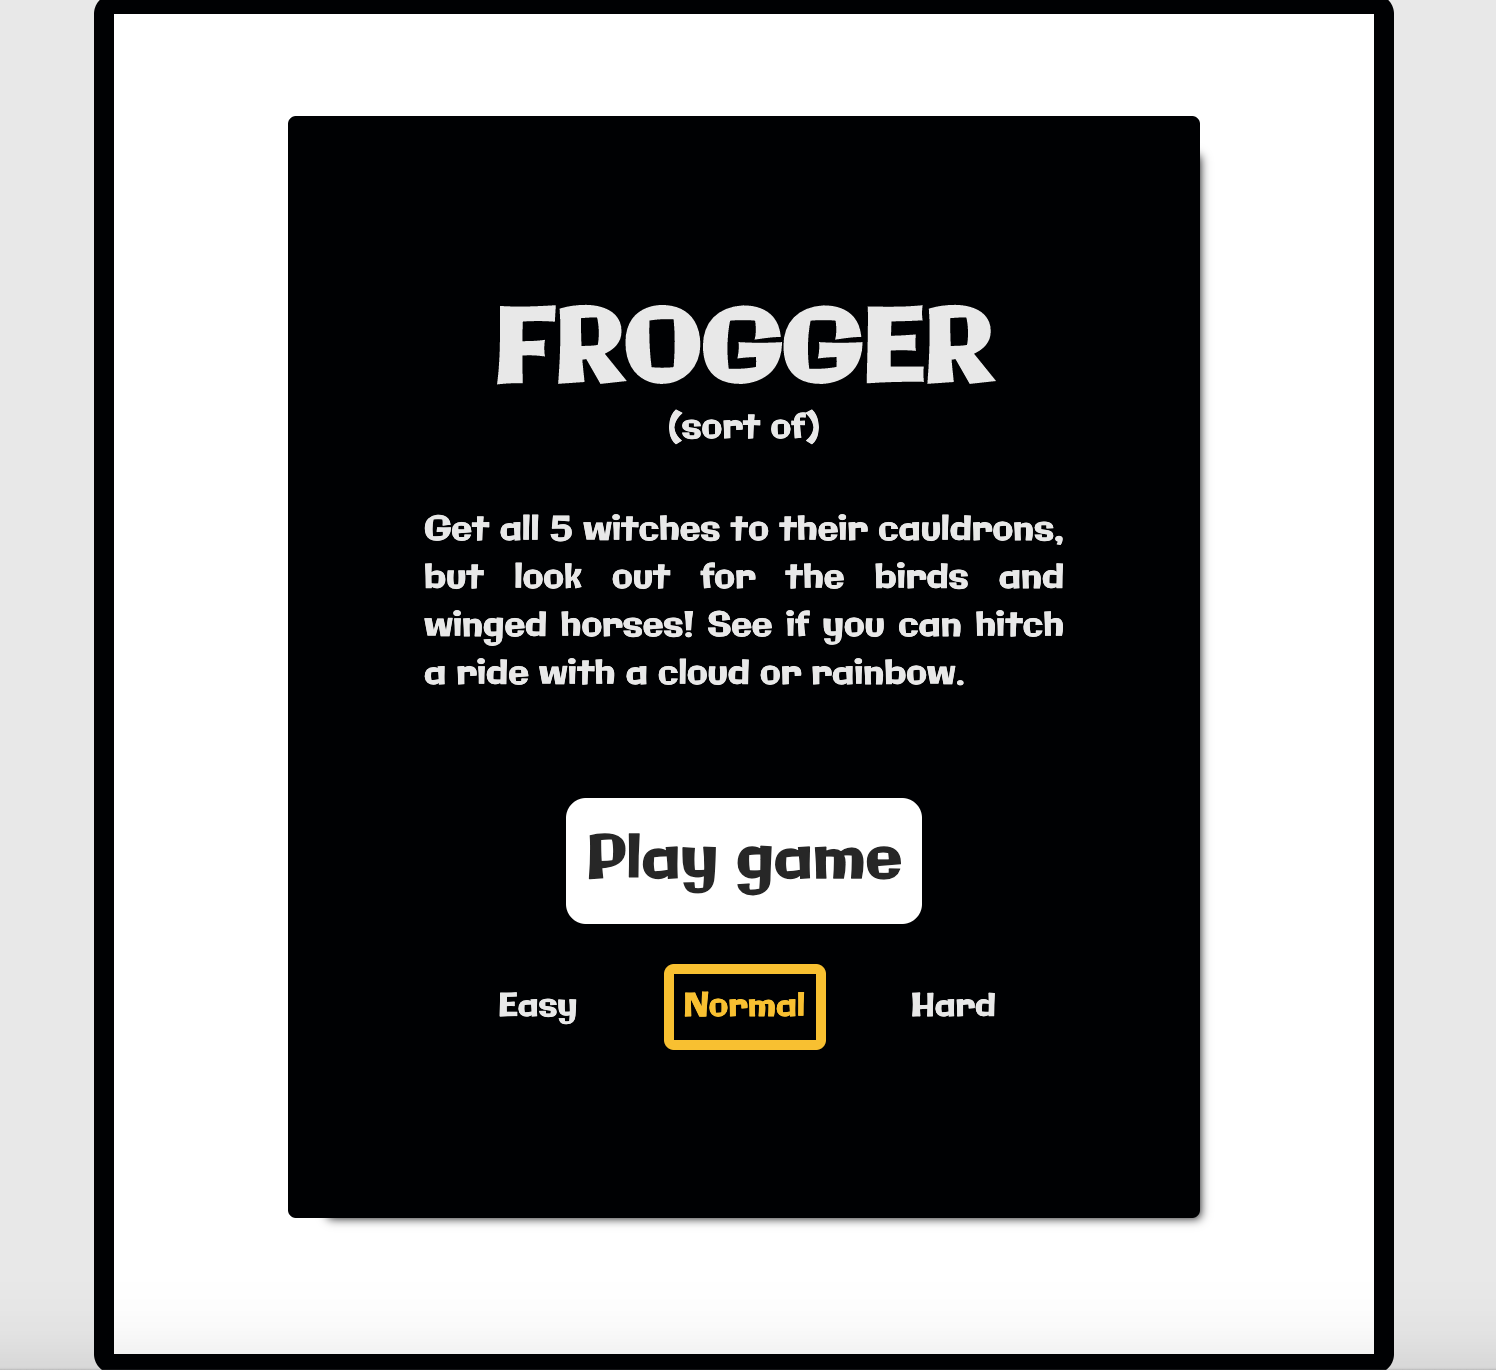 FROGGER
(sort of)
Get all 5 witches to their cauldrons,
but look out for the birds and
winged horses! See if you can hitch
a ride with a cloud or rainbow.
Play game
Easy Normal Hard